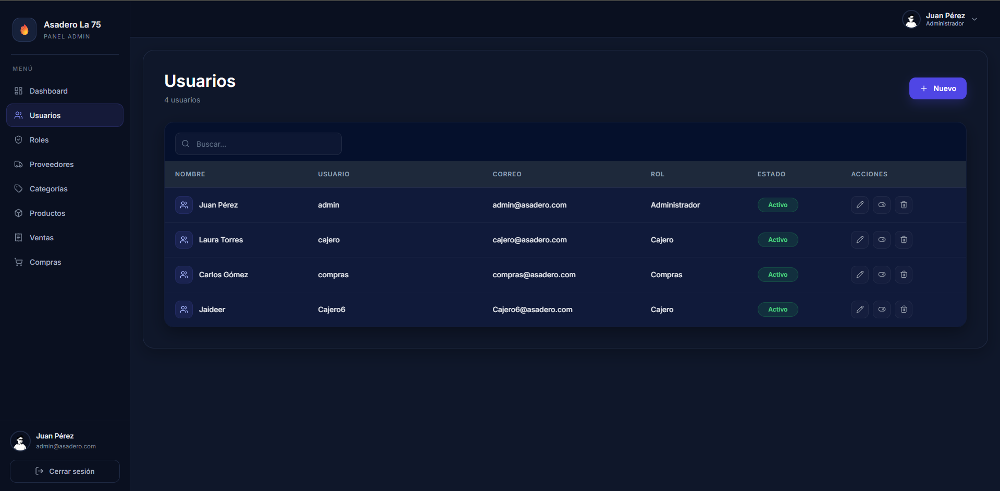 Asadero La 75
PANEL ADMIN
MENÚ
Dashboard
Usuarios
Roles
Proveedores
Categorías
Productos
Ventas
Compras
Juan Pérez
admin@asadero.com
Cerrar sesión
Juan Pérez
Administrador
Usuarios
4 usuarios
Nuevo
Buscar...
NOMBRE USUARIO CORREO ROL ESTADO ACCIONES
Juan Pérez admin admin@asadero.com Administrador Activo
Laura Torres cajero cajero@asadero.com Cajero Activo
Carlos Gómez compras compras@asadero.com Compras Activo
Jaideer Cajero6 Cajero6@asadero.com Cajero Activo